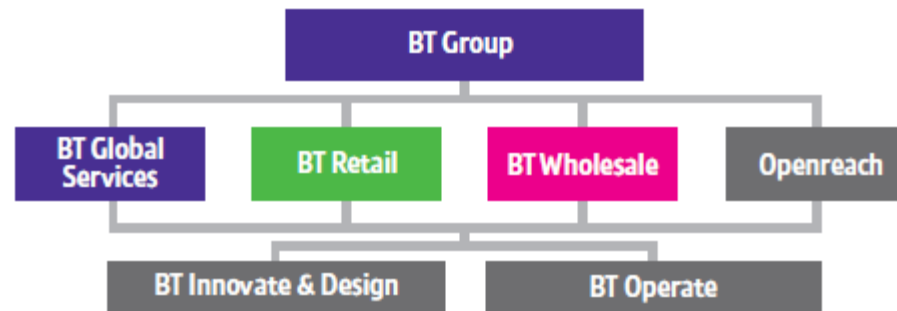 BT Group
BT Global
Services
BT Retail
BT Wholesale
Openreach
BT Innovate & Design
BT Operate